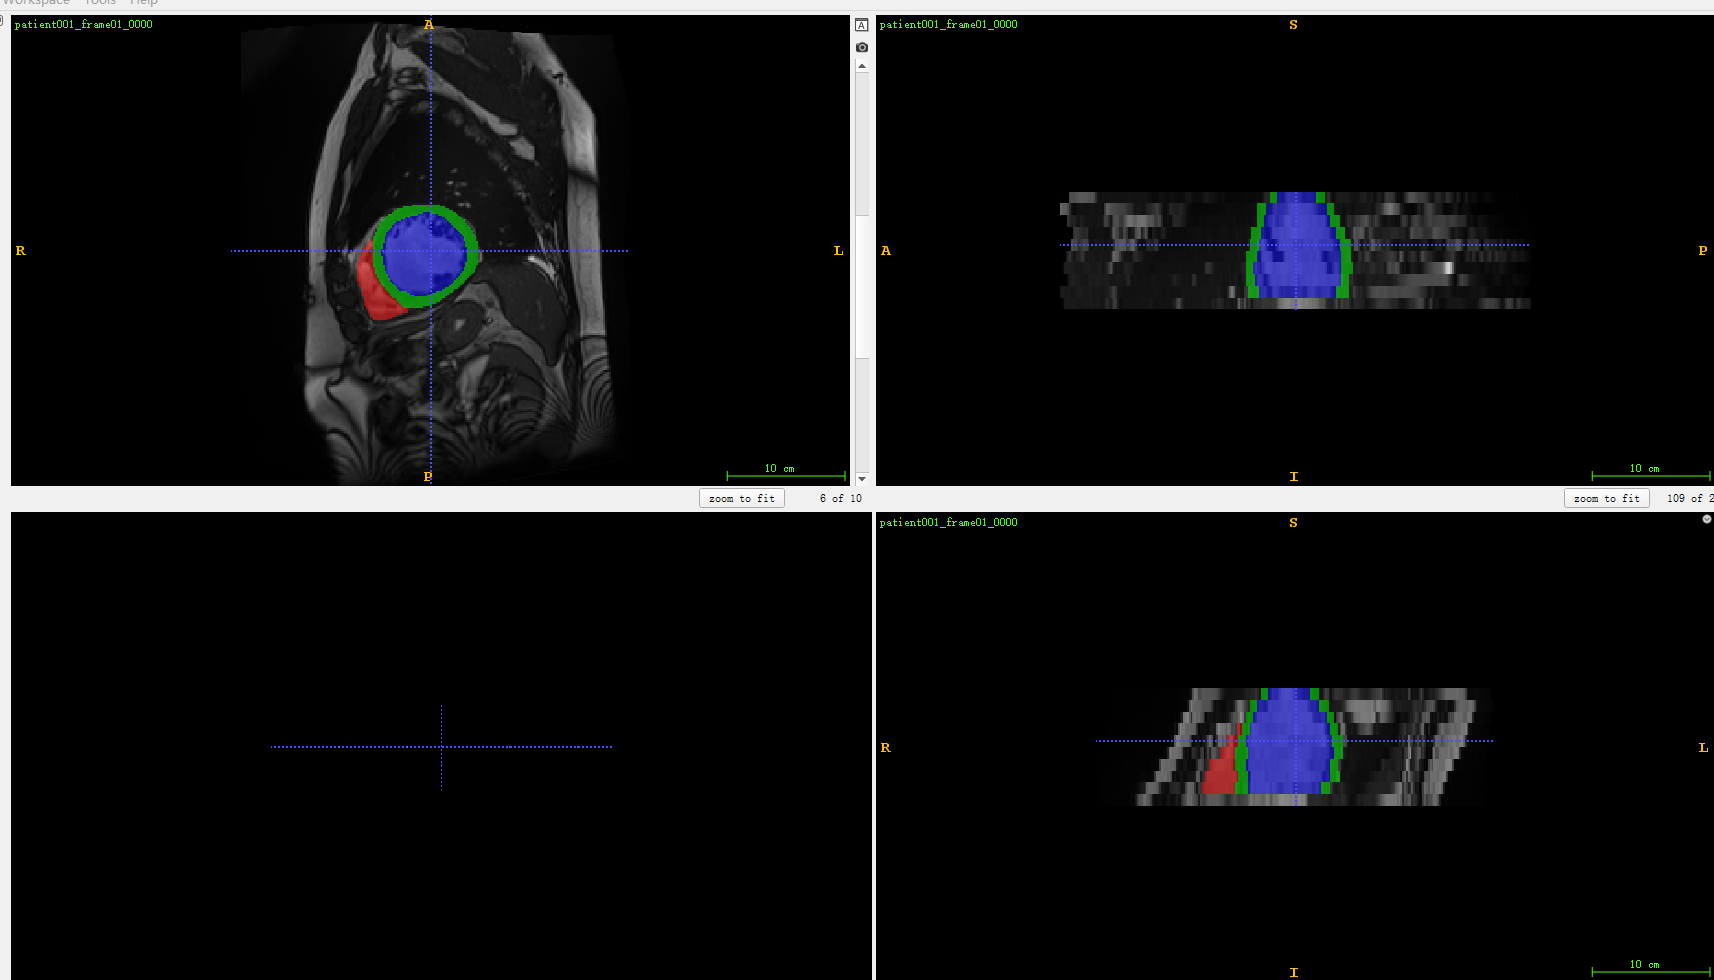 Workspace Tools Help
patient001_frame01_0000
A
R
L
P
10 cm
zoom to fit
6 of 10
A
patient001_frame01_0000
S
A
P
I
10 cm
zoom to fit
109 of 2
patient001_frame01_0000
S
R
L
I
10 cm